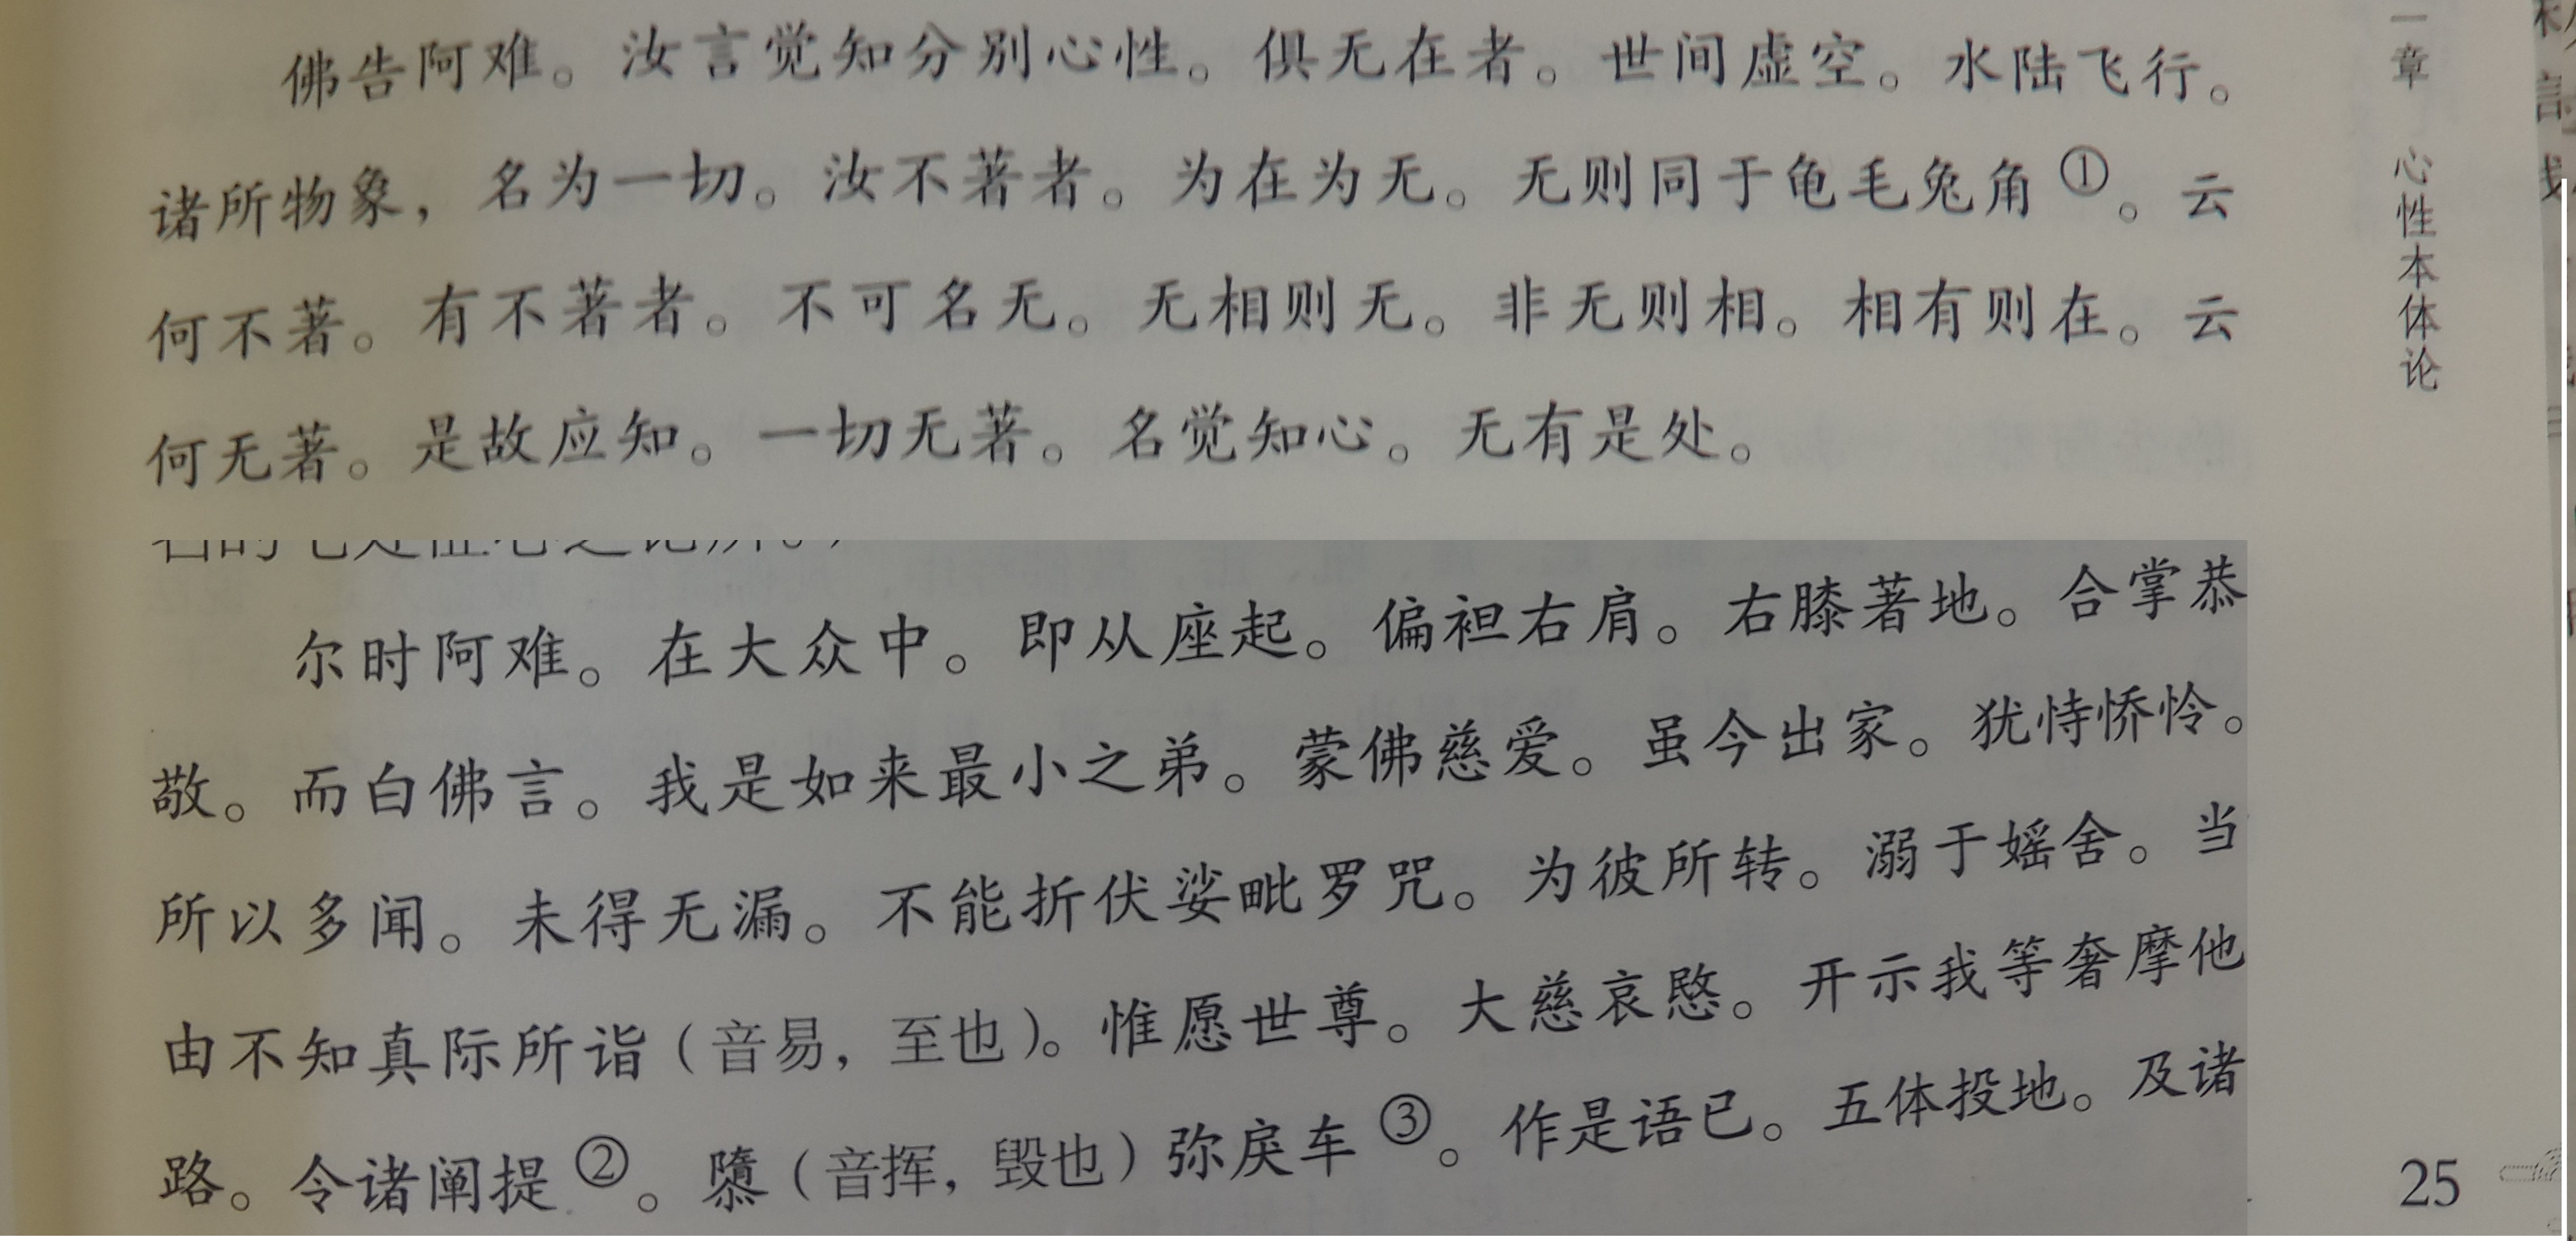 佛告阿难。汝言觉知分别心性。俱无在者。世间虚空。水陆飞行。
诸所物象，名为一切。汝不著者。为在为无。无则同于龟毛兔角①。云
何不著。有不著者。不可名无。无相则无。非无则相。相有则在。云
何无著。是故应知。一切无著。名觉知心。无有是处。
尔时阿难。在大众中。即从座起。偏袒右肩。右膝著地。合掌恭
敬。而白佛言。我是如来最小之弟。蒙佛慈爱。虽今出家。犹恃憍怜。
所以多闻。未得无漏。不能折伏娑毗罗咒。为彼所转。溺于婬舍。当
由不知真际所诣（音易，至也）。惟愿世尊。大慈哀愍。开示我等奢摩他
路。令诸阐提②。隳（音挥，毁也）弥戾车③。作是语已。五体投地。及诸
一章 心性本体论
25